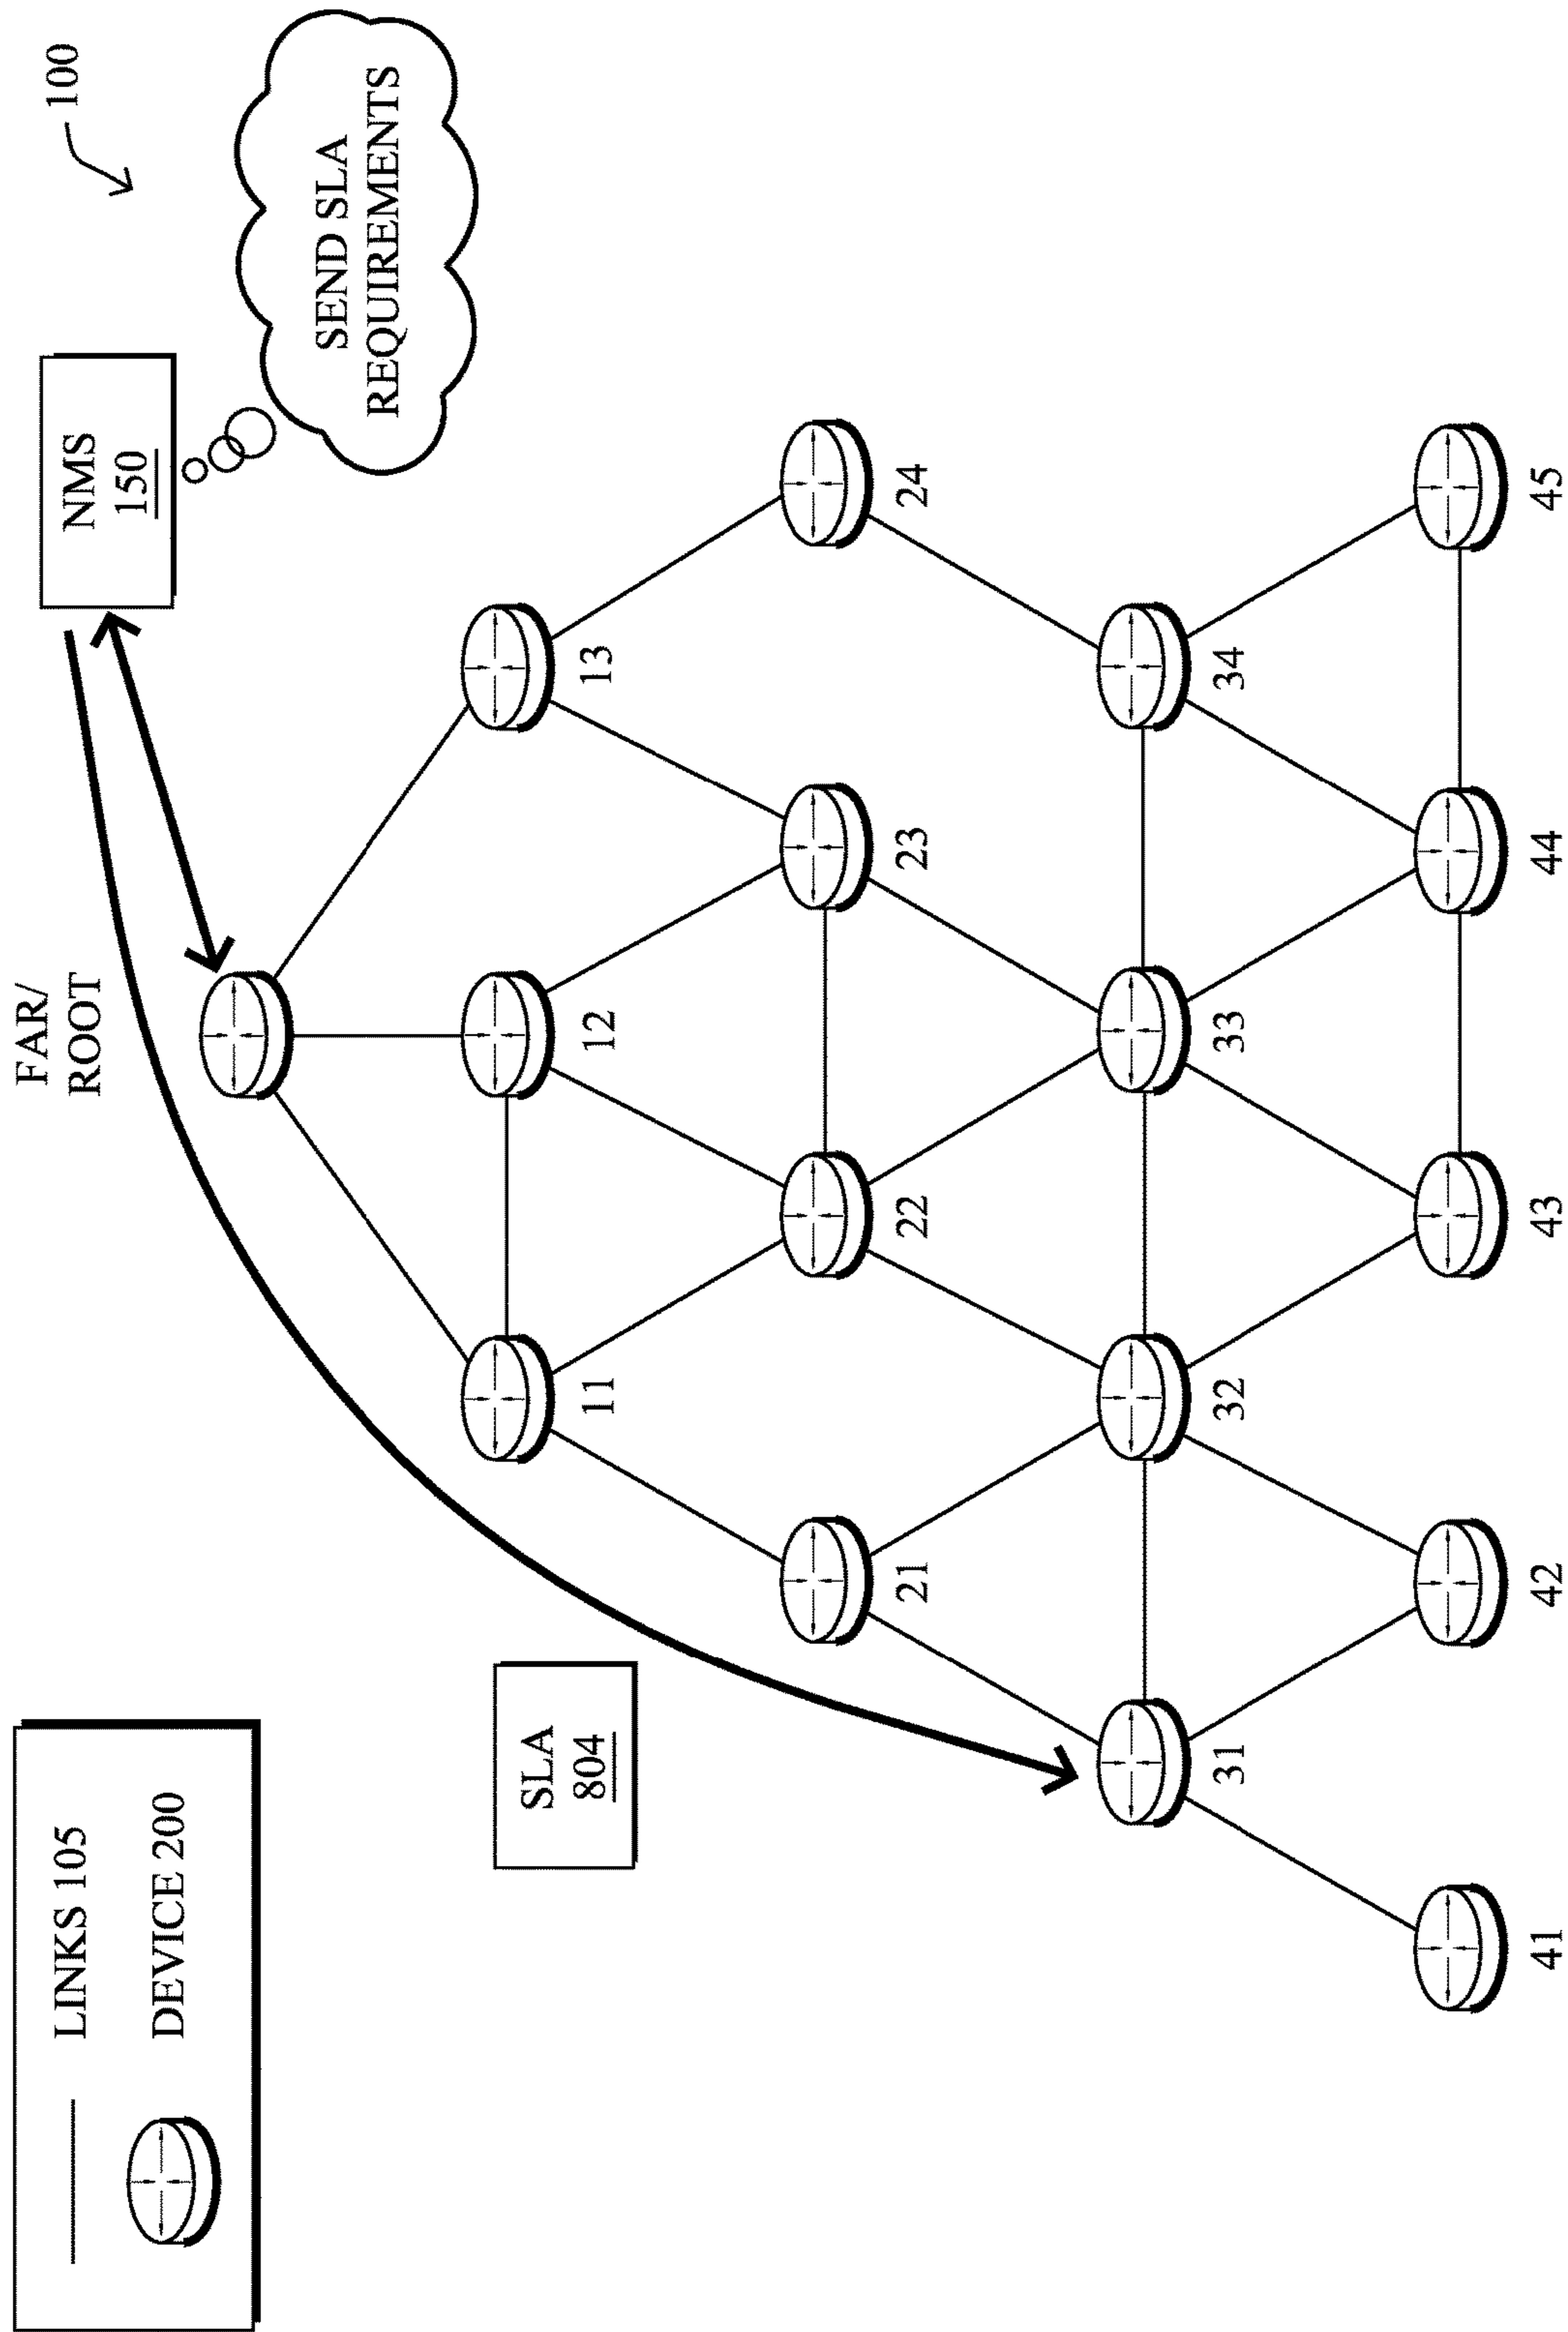 LINKS 105
DEVICE 200
FAR/
ROOT
NMS
150
100
SEND SLA
REQUIREMENTS
SLA
804
11
12
13
21
22
23
24
31
32
33
34
41
42
43
44
45